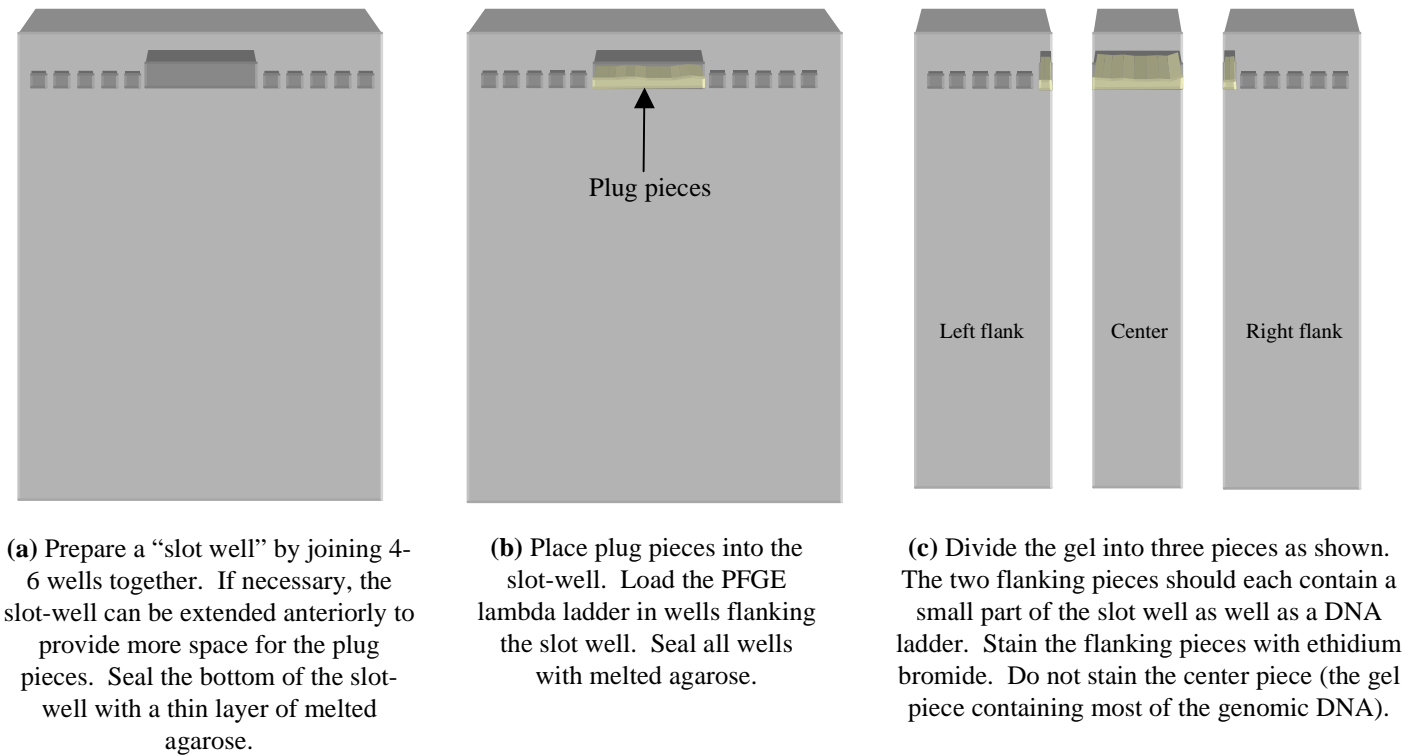 Plug pieces
Left flank
Center
Right flank
(a) Prepare a “slot well” by joining 4-
6 wells together.  If necessary, the
slot-well can be extended anteriorly to
provide more space for the plug
pieces.  Seal the bottom of the slot-
well with a thin layer of melted
agarose.
(b) Place plug pieces into the
slot-well.  Load the PFGE
lambda ladder in wells flanking
the slot well.  Seal all wells
with melted agarose.
(c) Divide the gel into three pieces as shown.
The two flanking pieces should each contain a
small part of the slot well as well as a DNA
ladder.  Stain the flanking pieces with ethidium
bromide.  Do not stain the center piece (the gel
piece containing most of the genomic DNA).